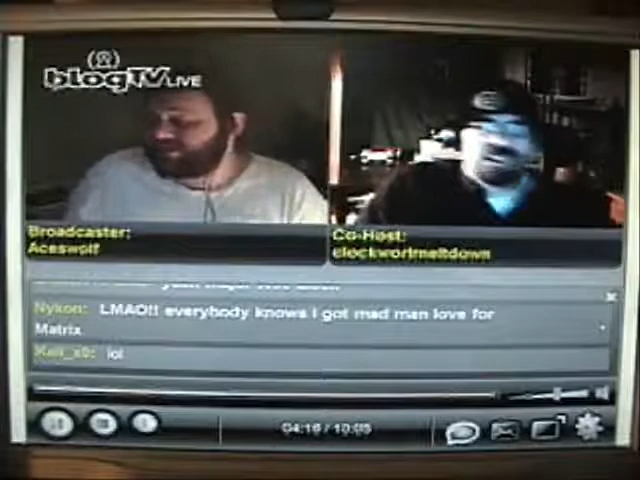 blogTV LIVE
Broadcaster:
Aceswolf
Co-Host:
clockwortmeltdown
Nykon: LMAO!! everybody knows I got mad man love for
Matrix
lol
04:16 / 10:05